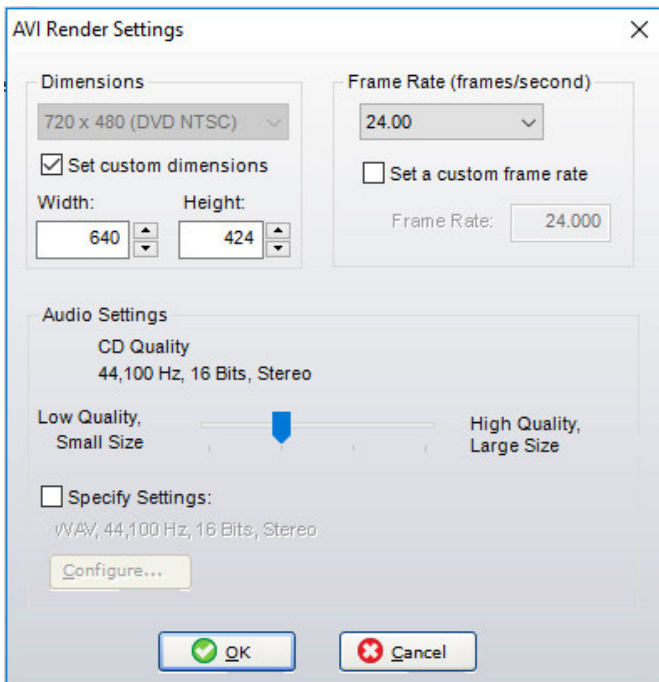 AVI Render Settings
Dimensions
720 x 480 (DVD NTSC)
Set custom dimensions
Width:
Height:
640
424
Frame Rate (frames/second)
24.00
Set a custom frame rate
Frame Rate:
24.000
Audio Settings
CD Quality
44,100 Hz, 16 Bits, Stereo
Low Quality,
Small Size
High Quality,
Large Size
Specify Settings:
WAV, 44,100 Hz, 16 Bits, Stereo
Configure...
OK
Cancel